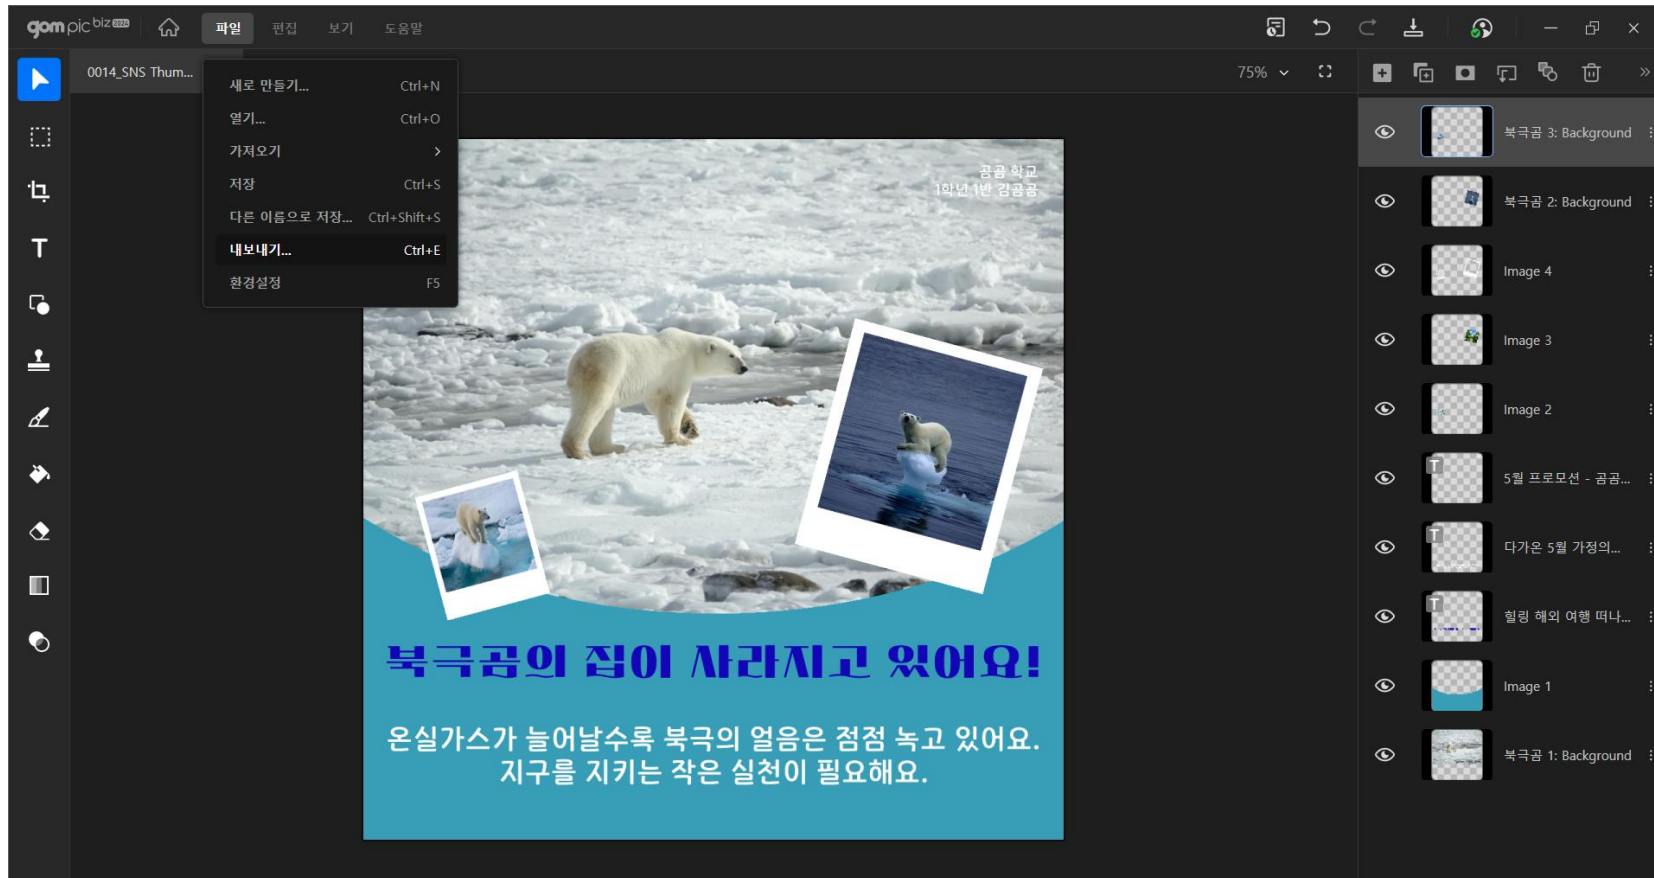 gom pic biz 2024
파일 편집 보기 도움말
0014_SNS Thum...
75%
새로 만들기... Ctrl+N
열기... Ctrl+O
가져오기
저장 Ctrl+S
다른 이름으로 저장... Ctrl+Shift+S
내보내기... Ctrl+E
환경설정 F5
곰곰 학교
1학년 1반 김곰곰
북극곰의 집이 사라지고 있어요!
온실가스가 늘어날수록 북극의 얼음은 점점 녹고 있어요.
지구를 지키는 작은 실천이 필요해요.
북극곰 3: Background
북극곰 2: Background
Image 4
Image 3
Image 2
T 5월 프로모션 - 곰곰...
T 다가온 5월 가정의...
T 힐링 해외 여행 떠나...
Image 1
북극곰 1: Background